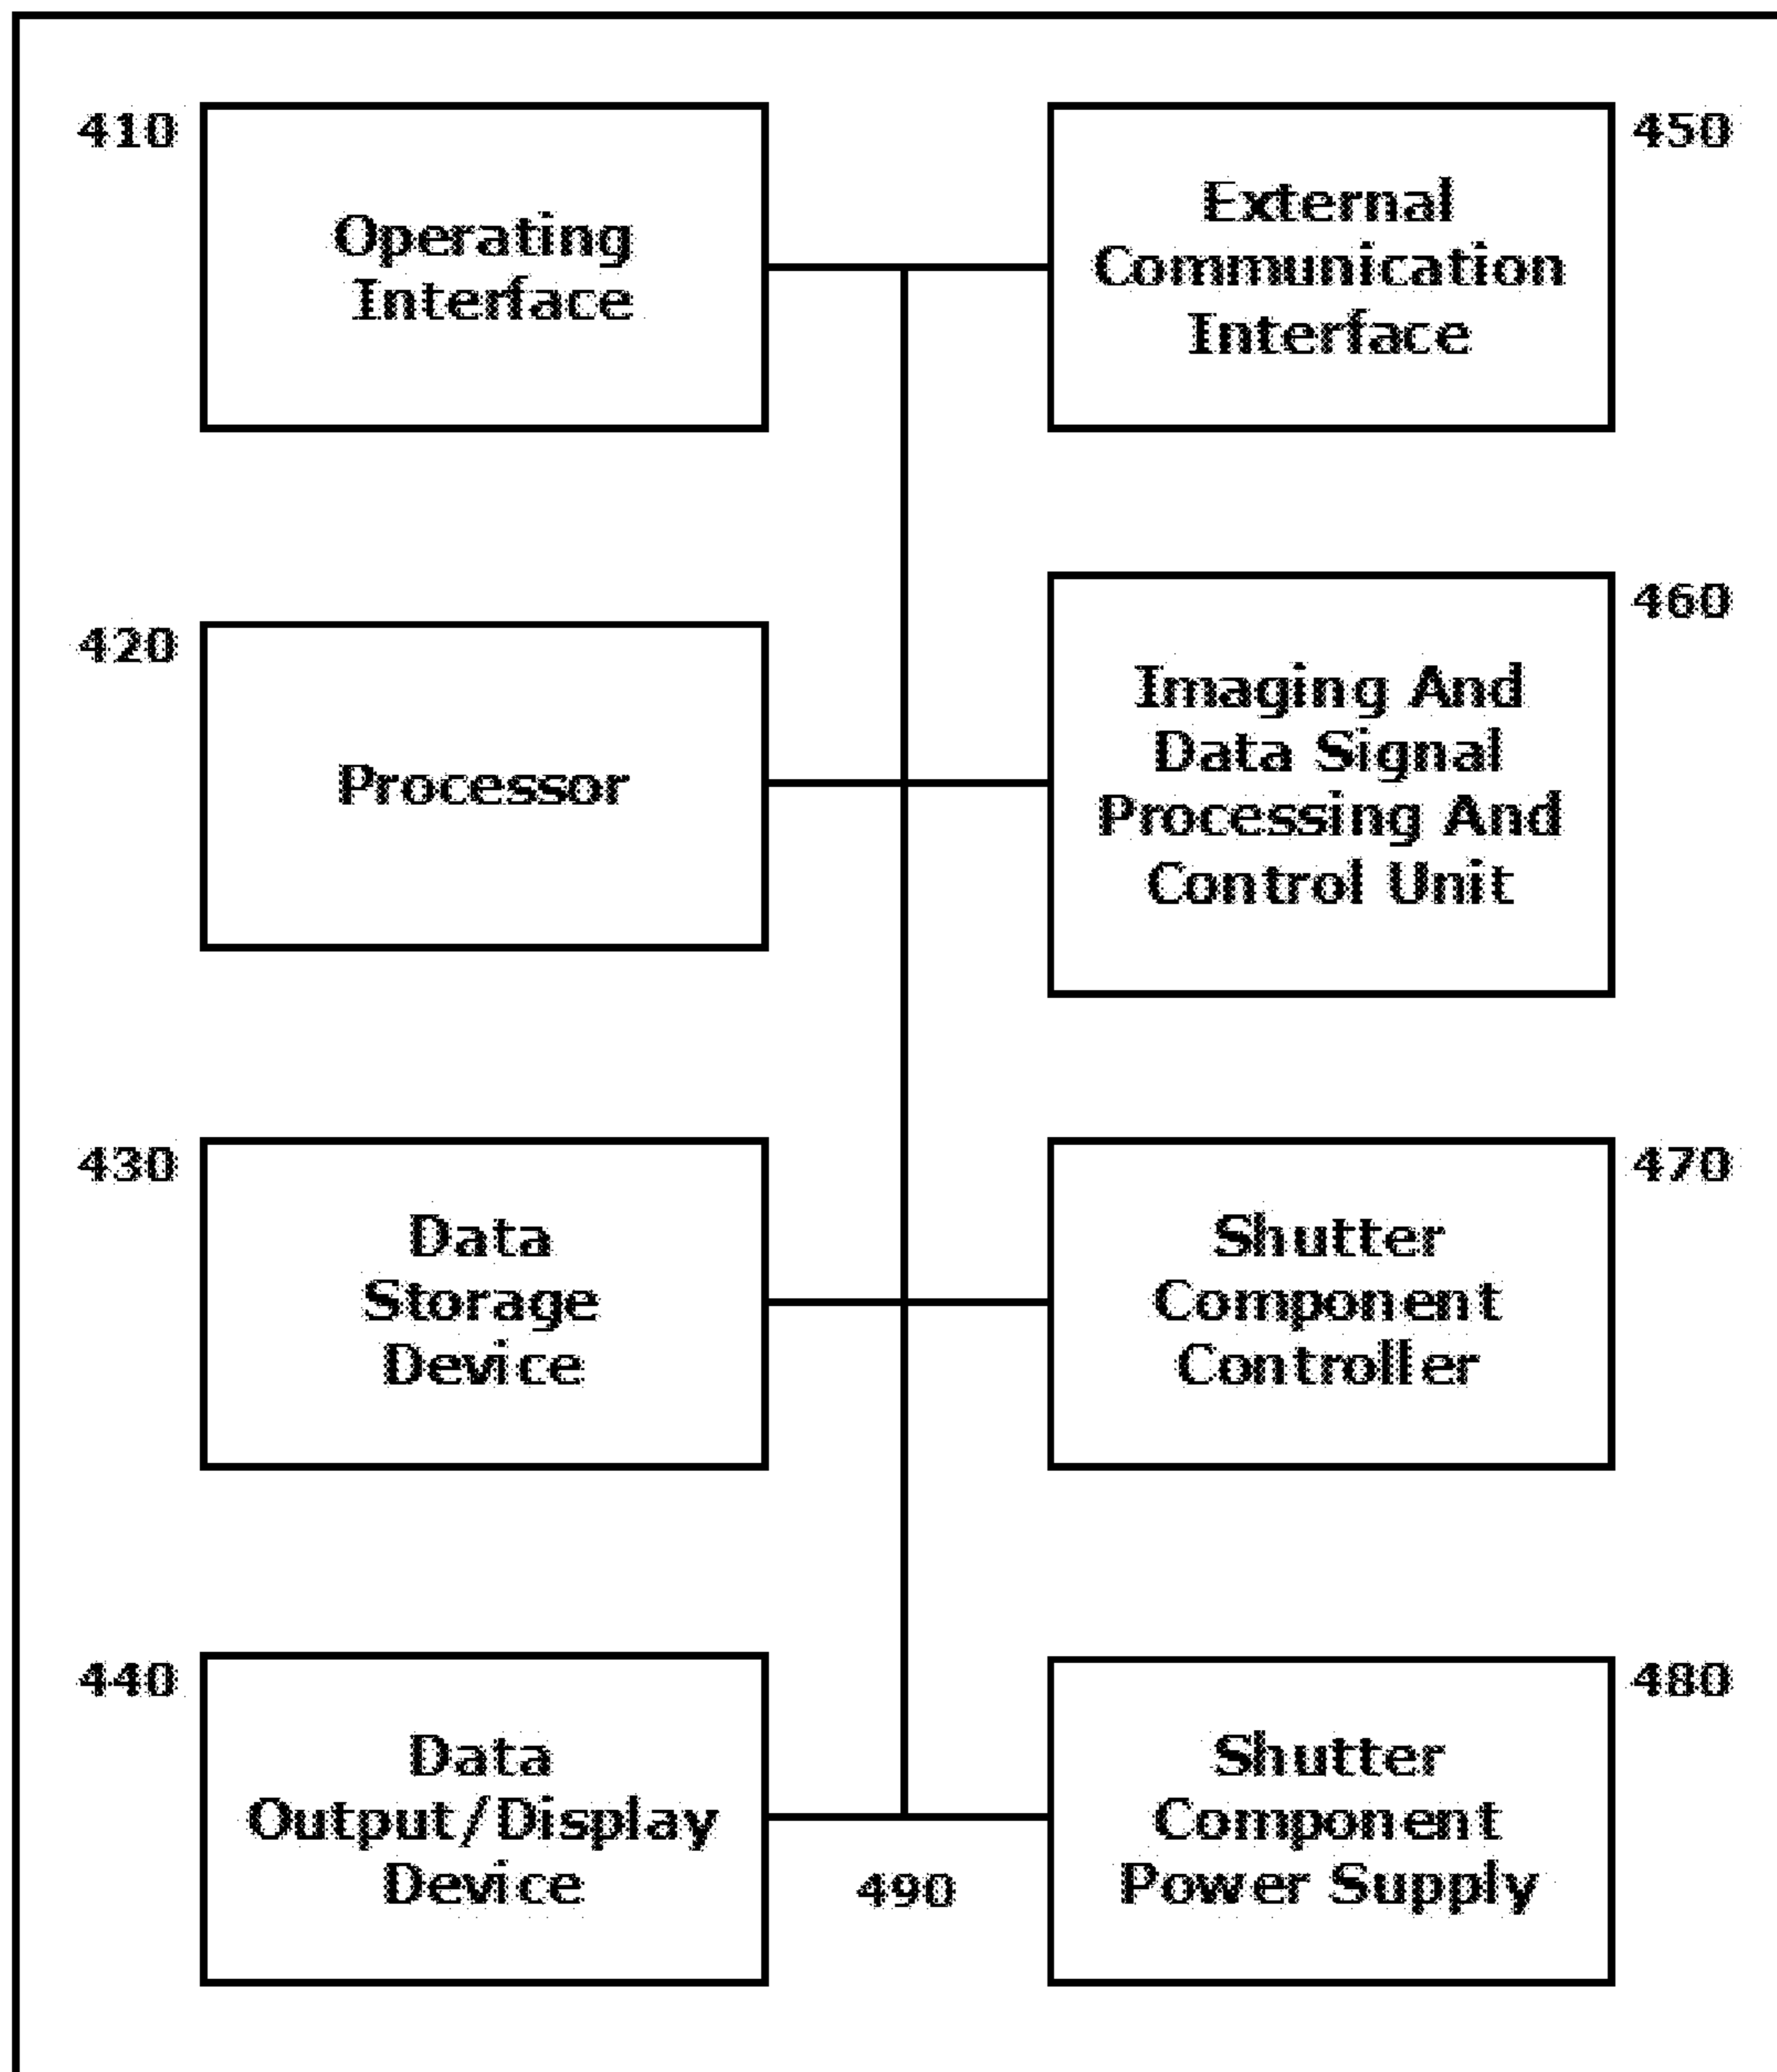 410
Operating
Interface
450
External
Communication
Interface
420
Processor
460
Imaging And
Data Signal
Processing And
Control Unit
430
Data
Storage
Device
470
Shutter
Component
Controller
440
Data
Output/Display
Device
480
Shutter
Component
Power Supply
490